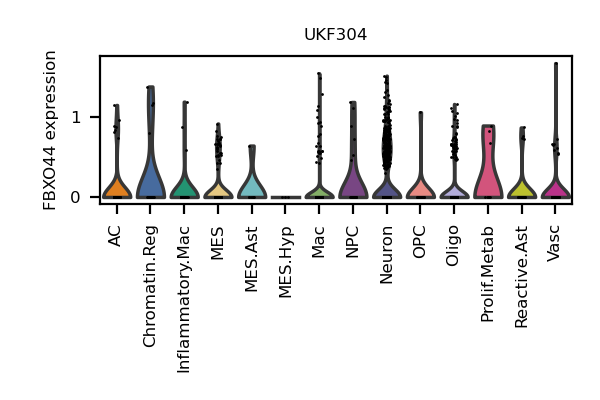 UKF304
FBXO44 expression
1
0
AC
Chromatin.Reg
Inflammatory.Mac
MES
MES.Ast
MES.Hyp
Mac
NPC
Neuron
OPC
Oligo
Prolif.Metab
Reactive.Ast
Vasc